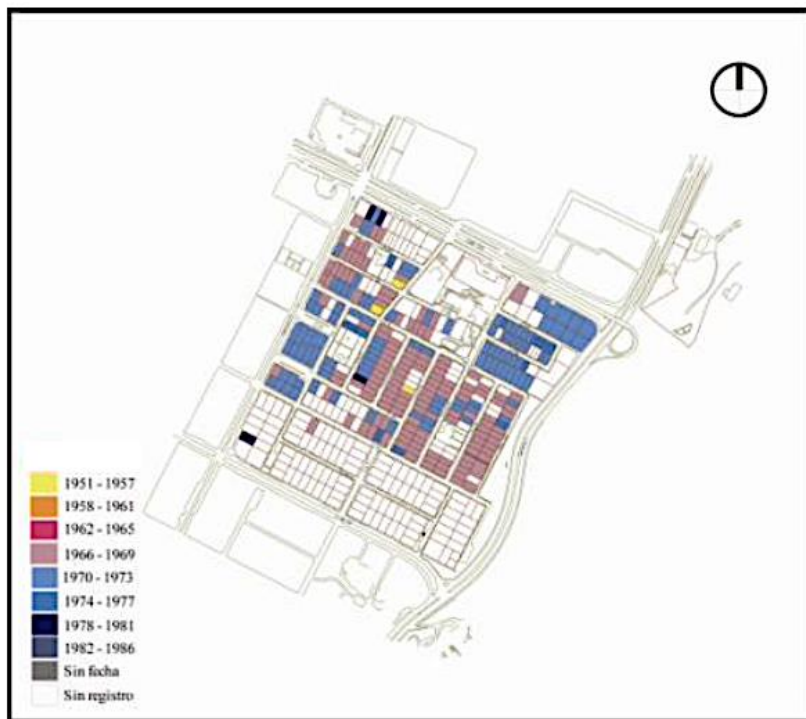 1951 - 1957
1958 - 1961
1962 - 1965
1966 - 1969
1970 - 1973
1974 - 1977
1978 - 1981
1982 - 1986
Sin fecha
Sin registro